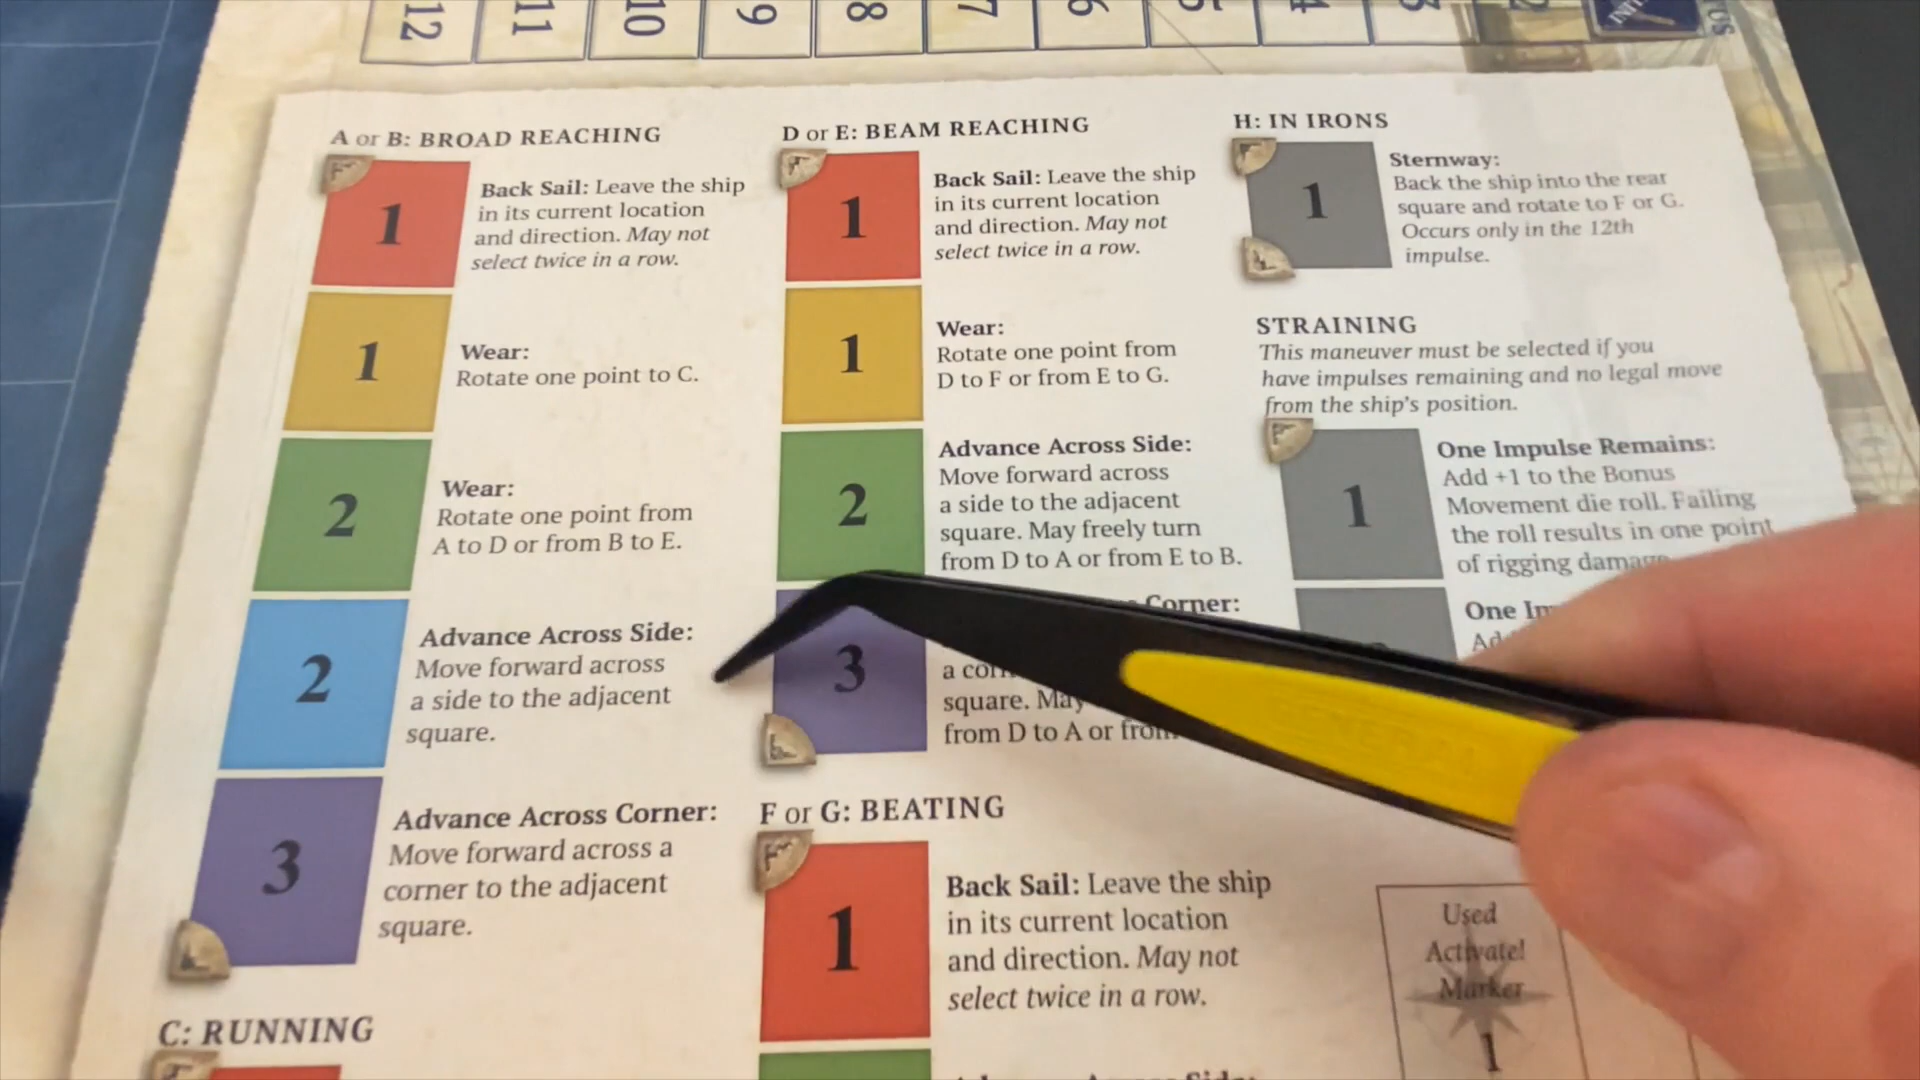 12 11 10 9 8 7 6 5 4 3 2
A or B: BROAD REACHING
1
Back Sail: Leave the ship
in its current location
and direction. May not
select twice in a row.
1
Wear:
Rotate one point to C.
2
Wear:
Rotate one point from
A to D or from B to E.
2
Advance Across Side:
Move forward across
a side to the adjacent
square.
3
Advance Across Corner:
Move forward across a
corner to the adjacent
square.
C: RUNNING
D or E: BEAM REACHING
1
Back Sail: Leave the ship
in its current location
and direction. May not
select twice in a row.
1
Wear:
Rotate one point from
D to F or from E to G.
2
Advance Across Side:
Move forward across
a side to the adjacent
square. May freely turn
from D to A or from E to B.
3
Corner:
a
square. May
from D to A or from
F or G: BEATING
1
Back Sail: Leave the ship
in its current location
and direction. May not
select twice in a row.
H: IN IRONS
1
Sternway:
Back the ship into the rear
square and rotate to F or G.
Occurs only in the 12th
impulse.
STRAINING
This maneuver must be selected if you
have impulses remaining and no legal move
from the ship's position.
1
One Impulse Remains:
Add +1 to the Bonus
Movement die roll. Failing
the roll results in one point
of rigging damage
One
Used
Activate!
Marker
1